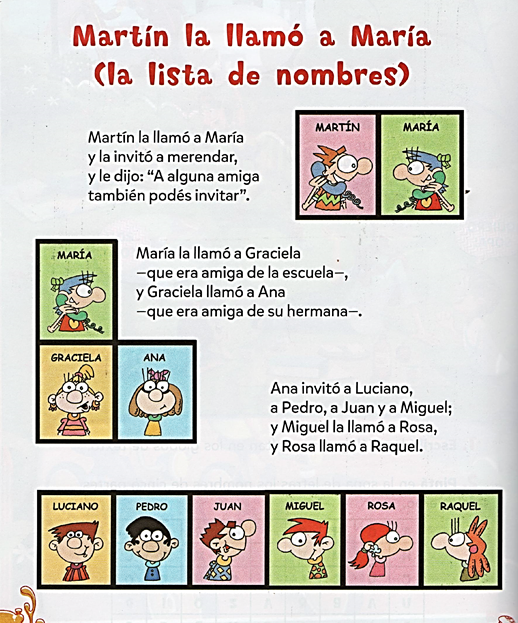 Martín la llamó a María
(la lista de nombres)
Martín la llamó a María
y la invitó a merendar,
y le dijo: “A alguna amiga
también podés invitar”.
MARTÍN
MARÍA
MARÍA
María la llamó a Graciela
–que era amiga de la escuela–,
y Graciela llamó a Ana
–que era amiga de su hermana–.
GRACIELA
ANA
Ana invitó a Luciano,
a Pedro, a Juan y a Miguel;
y Miguel la llamó a Rosa,
y Rosa llamó a Raquel.
LUCIANO
PEDRO
JUAN
MIGUEL
ROSA
RAQUEL